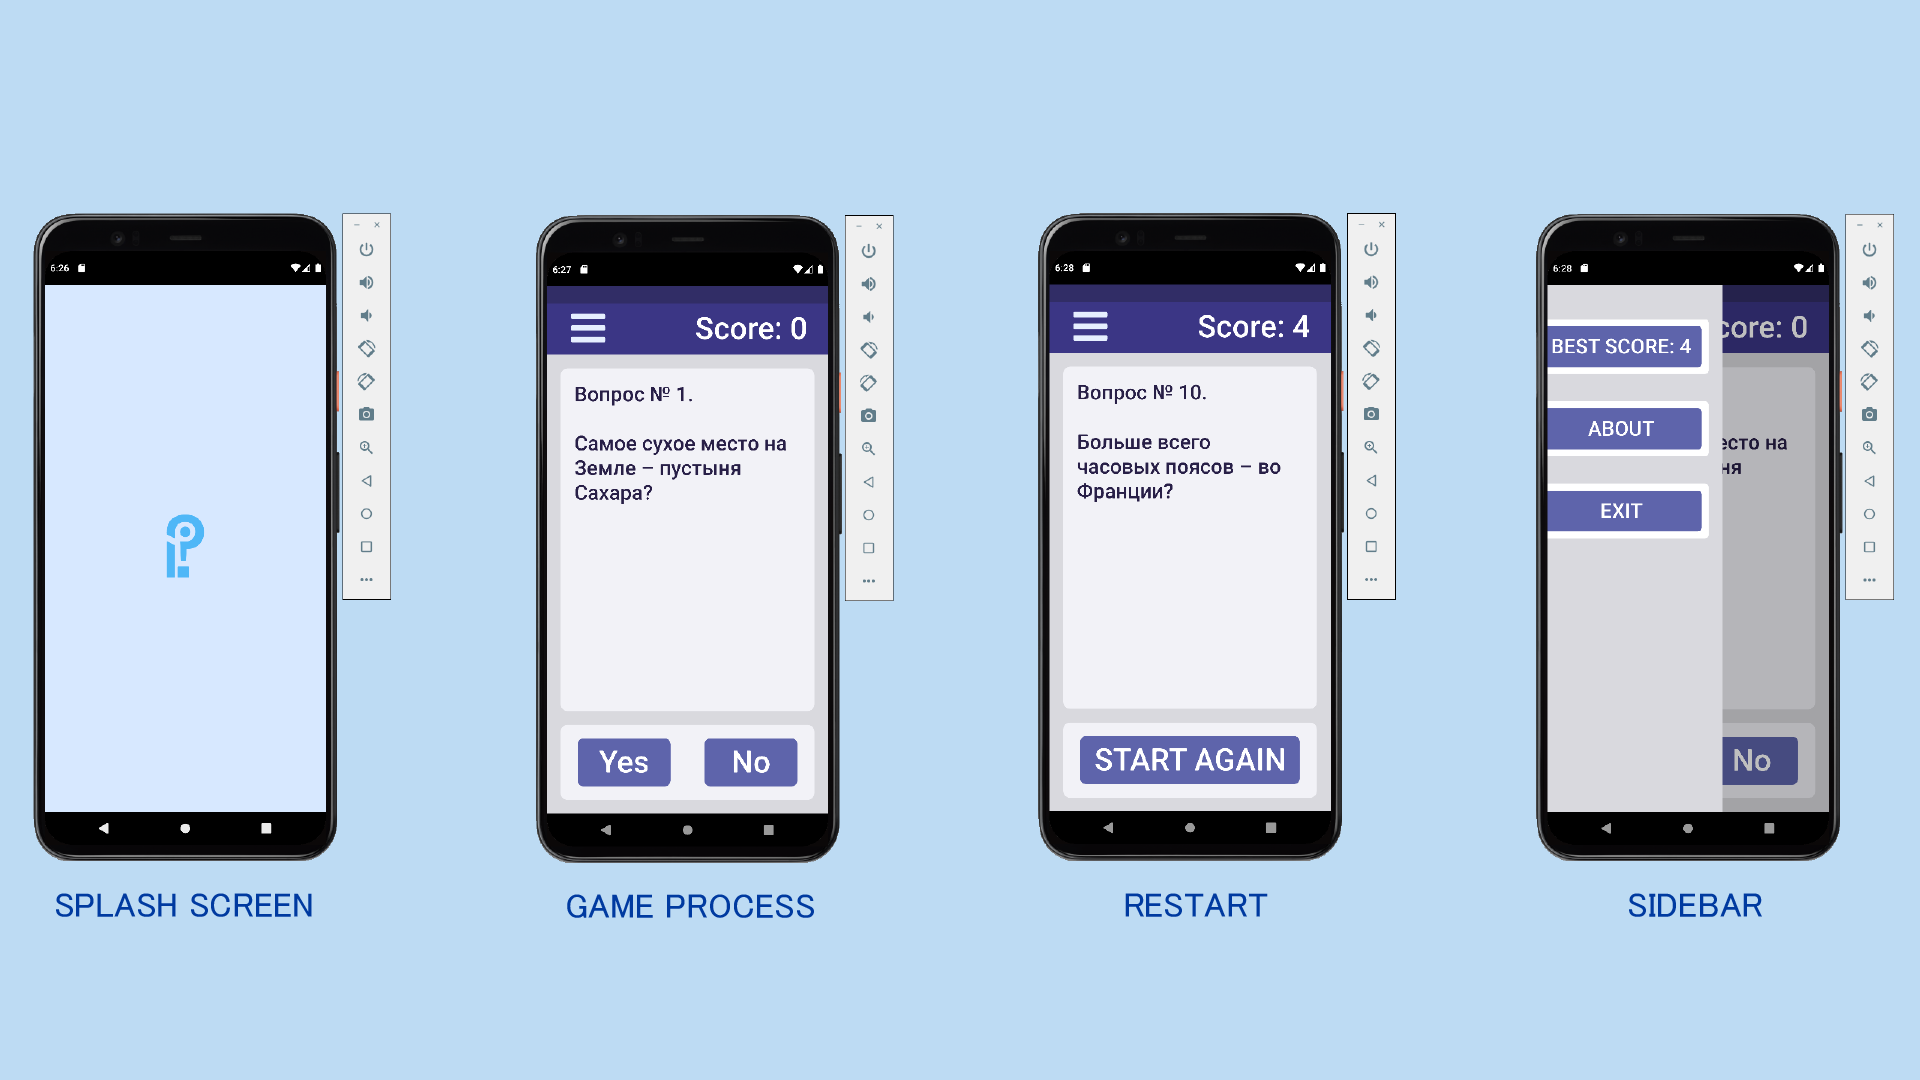 6:26
SPLASH SCREEN
6:27
Score: 0
Вопрос № 1.
Самое сухое место на
Земле – пустыня
Сахара?
Yes No
GAME PROCESS
6:28
Score: 4
Вопрос № 10.
Больше всего
часовых поясов – во
Франции?
START AGAIN
RESTART
6:28
core: 0
BEST SCORE: 4
ABOUT
есто на
ня
EXIT
No
SIDEBAR